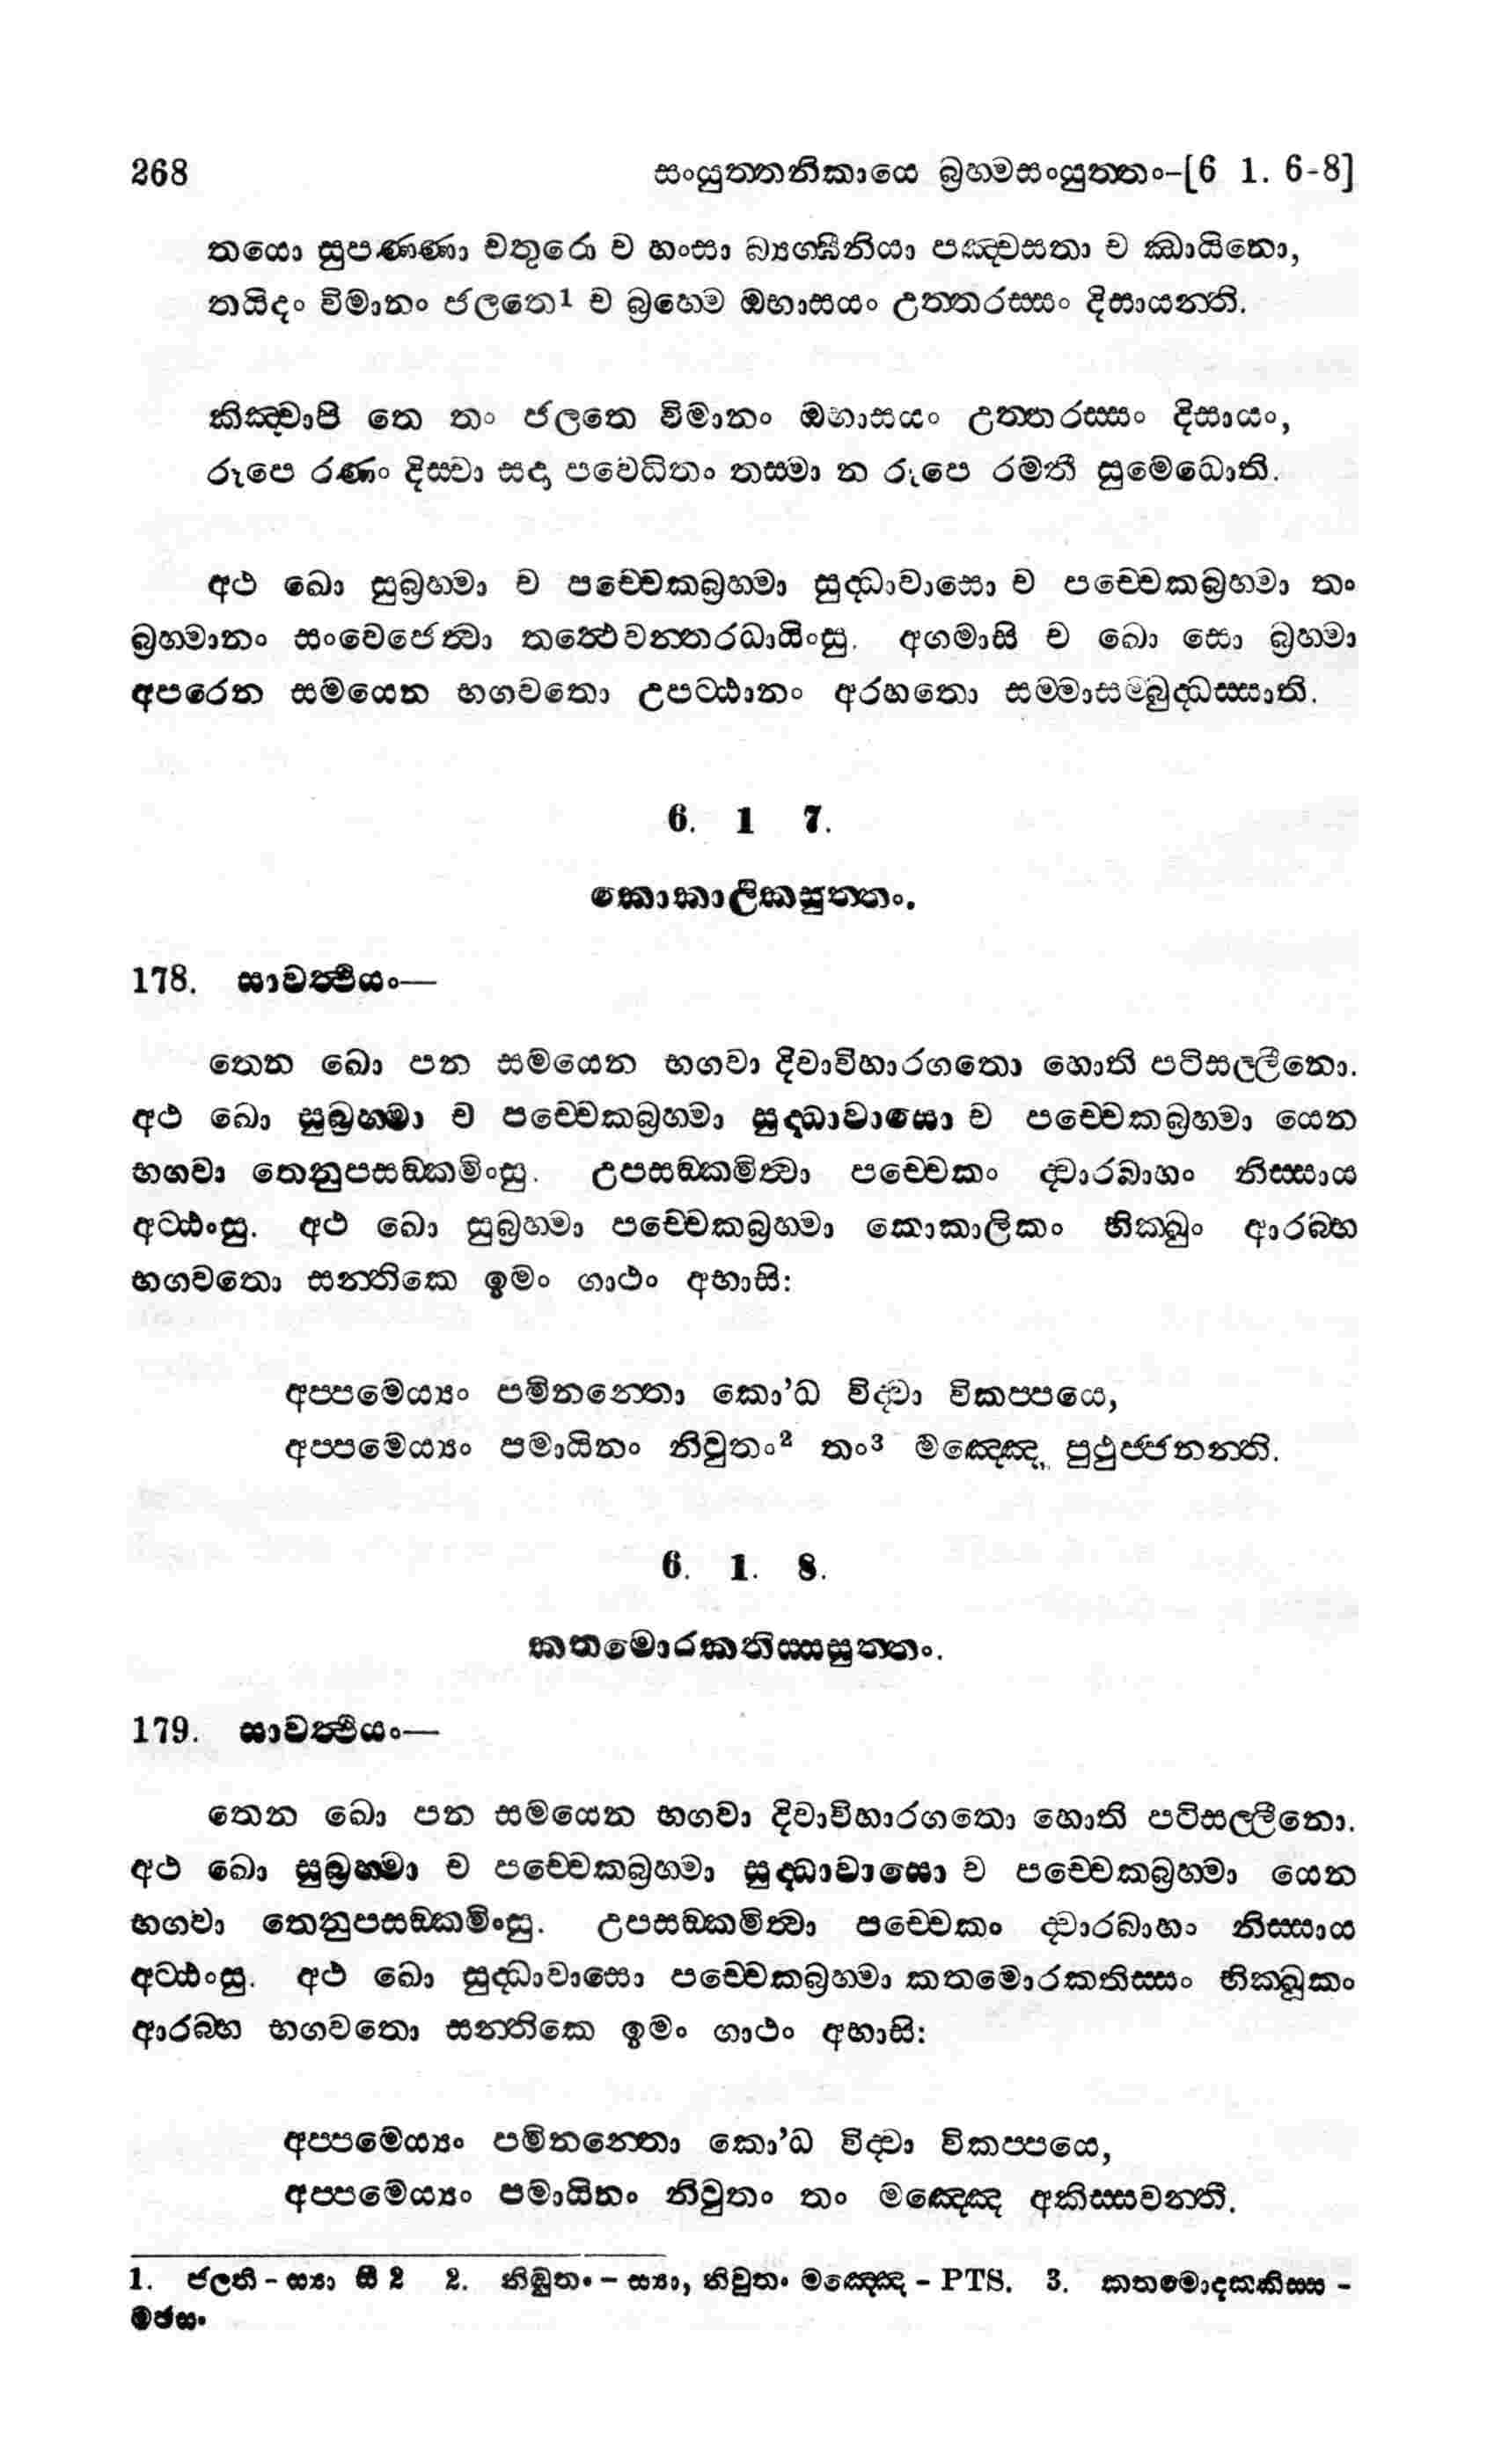 268 සංයුත්තනිකායෙ බ්‍රහ්මසංයුත්තං-[6 1. 6-8]
තයො සුපණ්ණා චතුරො ච හංසා බ්‍යග්ඝීනියා පඤ්චසතා ච ඣායිනො,
තයිදං විමානං ජලතෙ1 ච බ්‍රහ්මෙ ඔභාසයං උත්තරස්සං දිසායන්ති.
කිඤ්චාපි තෙ තං ජලතෙ විමානං ඔභාසයං උත්තරස්සං දිසායං,
රූපෙ රණං දිස්වා සදා පවෙධිතං තස්මා න රූපෙ රමතී සුමෙධොති.
අථ ඛො සුබ්‍රහ්මා ච පච්චෙකබ්‍රහ්මා සුද්ධාවාසො ච පච්චෙකබ්‍රහ්මා තං
බ්‍රහ්මානං සංවෙජෙත්වා තත්ථෙවන්තරධායිංසු. අගමාසි ච ඛො සො බ්‍රහ්මා
අපරෙන සමයෙන භගවතො උපට්ඨානං අරහතො සම්මාසම්බුද්ධස්සාති.
6. 1 7.
කොකාලිකසුත්තං.
178. සාවත්ථියං—
තෙන ඛො පන සමයෙන භගවා දිවාවිහාරගතො හොති පටිසල්ලීනො.
අථ ඛො සුබ්‍රහ්මා ච පච්චෙකබ්‍රහ්මා සුද්ධාවාසො ච පච්චෙකබ්‍රහ්මා යෙන
භගවා තෙනුපසඞ්කමිංසු. උපසඞ්කමිත්වා පච්චෙකං ද්වාරබාහං නිස්සාය
අට්ඨංසු. අථ ඛො සුබ්‍රහ්මා පච්චෙකබ්‍රහ්මා කොකාලිකං භික්ඛුං ආරබ්භ
භගවතො සන්තිකෙ ඉමං ගාථං අභාසි:
අප්පමෙය්‍යං පමිනන්තො කො’ධ විද්වා විකප්පයෙ,
අප්පමෙය්‍යං පමායිනං නිවුතං2 තං3 මඤ්ඤෙ, පුථුජ්ජනන්ති.
6. 1. 8.
කතමොරකතිස්සසුත්තං.
179. සාවත්ථියං—
තෙන ඛො පන සමයෙන භගවා දිවාවිහාරගතො හොති පටිසල්ලීනො.
අථ ඛො සුබ්‍රහ්මා ච පච්චෙකබ්‍රහ්මා සුද්ධාවාසො ච පච්චෙකබ්‍රහ්මා යෙන
භගවා තෙනුපසඞ්කමිංසු. උපසඞ්කමිත්වා පච්චෙකං ද්වාරබාහං නිස්සාය
අට්ඨංසු. අථ ඛො සුද්ධාවාසො පච්චෙකබ්‍රහ්මා කතමොරකතිස්සං භික්ඛූකං
ආරබ්භ භගවතො සන්තිකෙ ඉමං ගාථං අභාසි:
අප්පමෙය්‍යං පමිනන්තො කො’ධ විද්වා විකප්පයෙ,
අප්පමෙය්‍යං පමායිනං නිවුතං තං මඤ්ඤෙ අකිස්සවන්ති.
1. ජලති - ස්‍යා සී 2 2. නිබ්බුතං - ස්‍යා, නිවුතං මඤ්ඤෙ - PTS. 3. කතමොදකතිස්ස -
මජසං